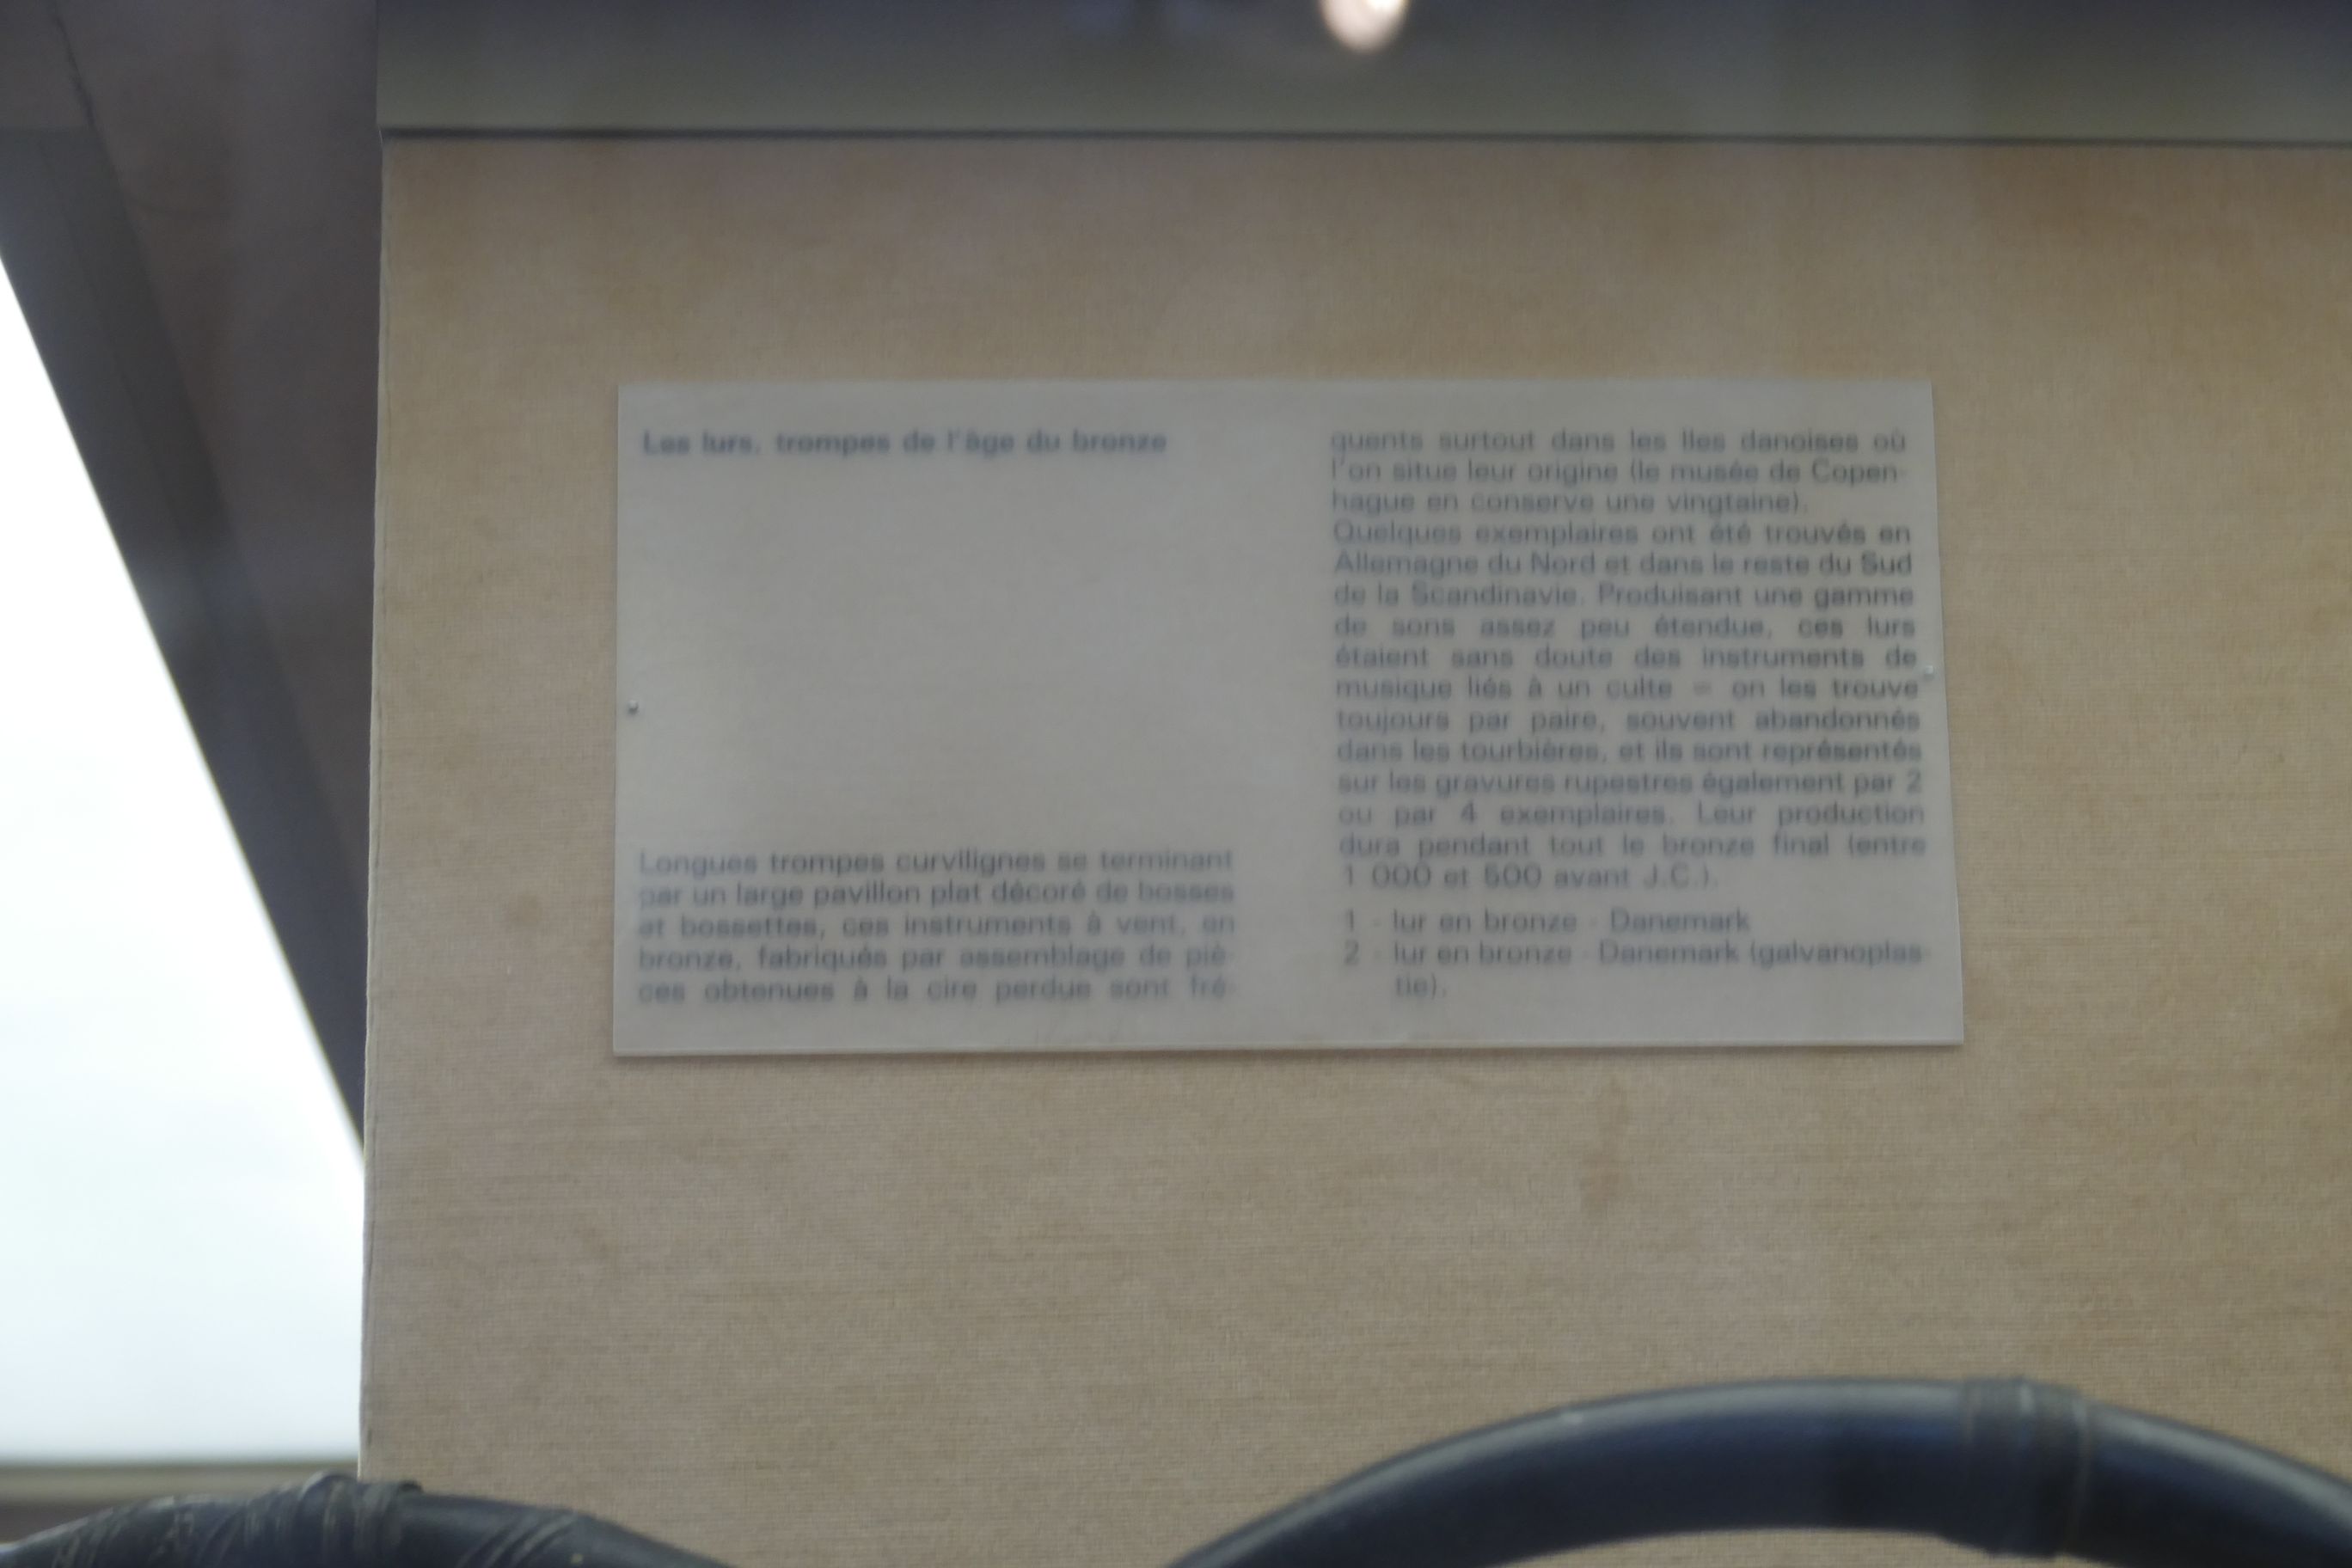 Les lurs, trompes de l'âge du bronze
Longues trompes curvilignes se terminant
par un large pavillon plat décoré de bosses
et bossettes, ces instruments à vent, en
bronze, fabriqués par assemblage de piè-
ces obtenues à la cire perdue sont fré-
quents surtout dans les îles danoises où
l'on situe leur origine (le musée de Copen-
hague en conserve une vingtaine).
Quelques exemplaires ont été trouvés en
Allemagne du Nord et dans le reste du Sud
de la Scandinavie. Produisant une gamme
de sons assez peu étendue, ces lurs
étaient sans doute des instruments de
musique liés à un culte = on les trouve
toujours par paire, souvent abandonnés
dans les tourbières, et ils sont représentés
sur les gravures rupestres également par 2
ou par 4 exemplaires. Leur production
dura pendant tout le bronze final (entre
1 000 et 500 avant J.C.).
1 - lur en bronze - Danemark
2 - lur en bronze - Danemark (galvanoplas-
tie).